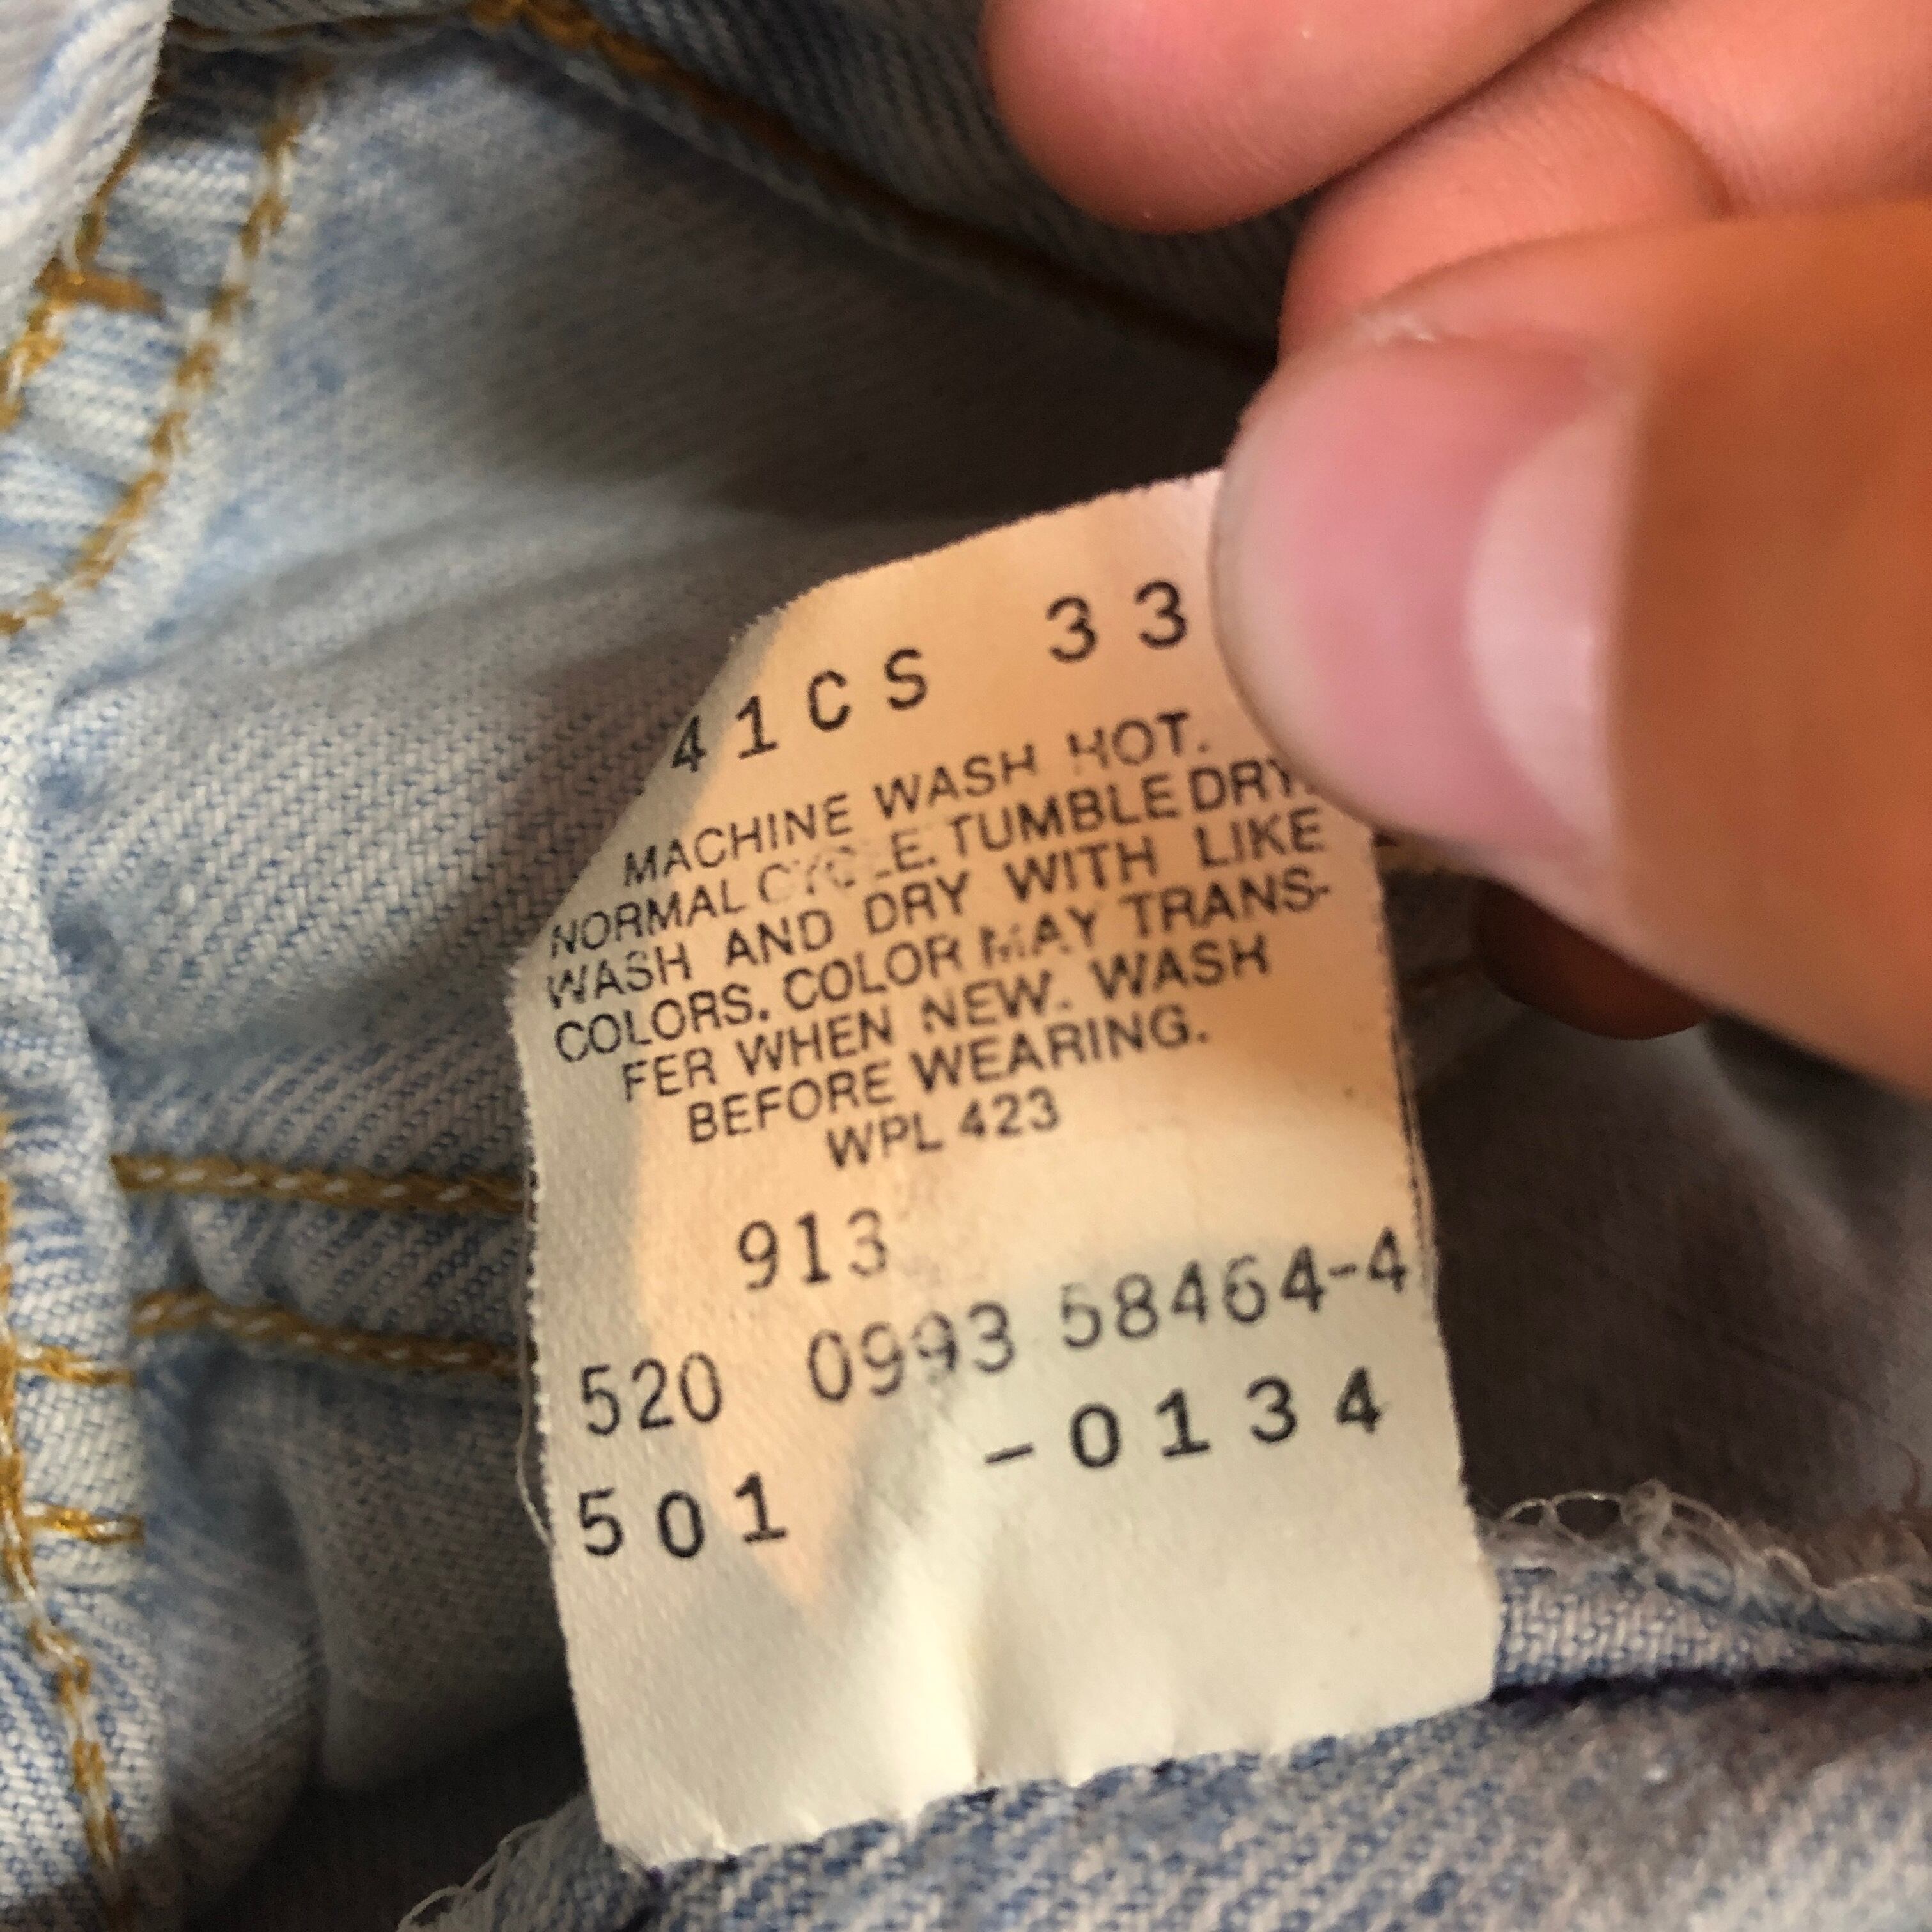 41CS 33
MACHINE WASH HOT.
NORMAL CYCLE. TUMBLE DRY.
WASH AND DRY WITH LIKE
COLORS. COLOR MAY TRANS-
FER WHEN NEW. WASH
BEFORE WEARING.
WPL 423
913
520 0993 58464-4
501 -0134